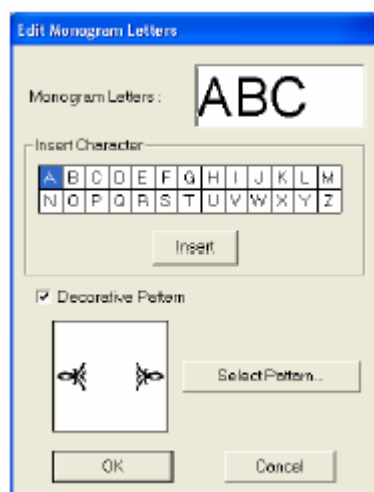 Edit Monogram Letters
Monogram Letters :
ABC
Insert Character
A B C D E F G H I J K L M
N O P Q R S T U V W X Y Z
Insert
Decorative Pattern
Select Pattern...
OK Cancel